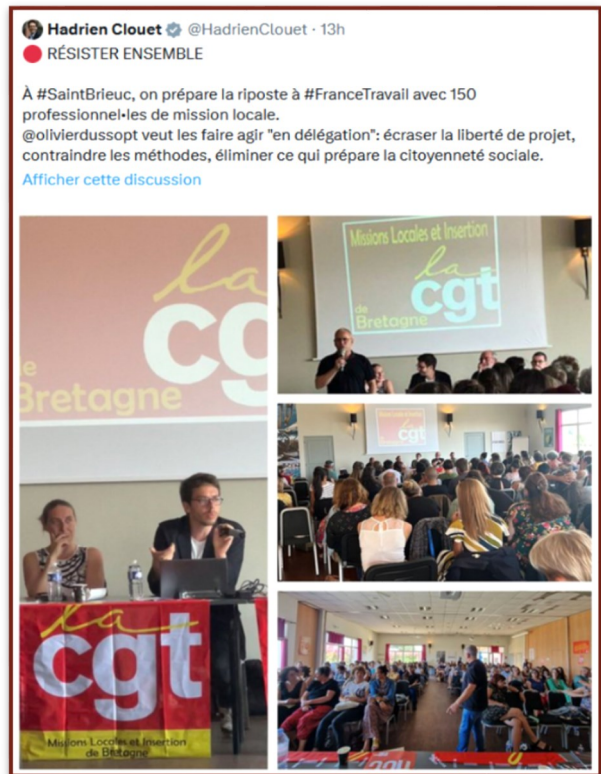 Hadrien Clouet @HadrienClouet · 13h
🔴 RÉSISTER ENSEMBLE
À #SaintBrieuc, on prépare la riposte à #FranceTravail avec 150
professionnel•les de mission locale.
@olivierdussopt veut les faire agir "en délégation": écraser la liberté de projet,
contraindre les méthodes, éliminer ce qui prépare la citoyenneté sociale.
Afficher cette discussion
la
cg
e
Bretagne
la
cgt
Missions Locales et Insertion
de Bretagne
Missions Locales et Insertion
la
cgt
de
Bretagne
la
cgt
cgt